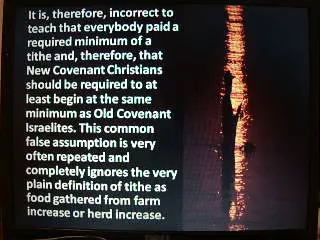 It is, therefore, incorrect to
teach that everybody paid a
required minimum of a
tithe and, therefore, that
New Covenant Christians
should be required to at
least begin at the same
minimum as Old Covenant
Israelites. This common
false assumption is very
often repeated and
completely ignores the very
plain definition of tithe as
food gathered from farm
increase or herd increase.